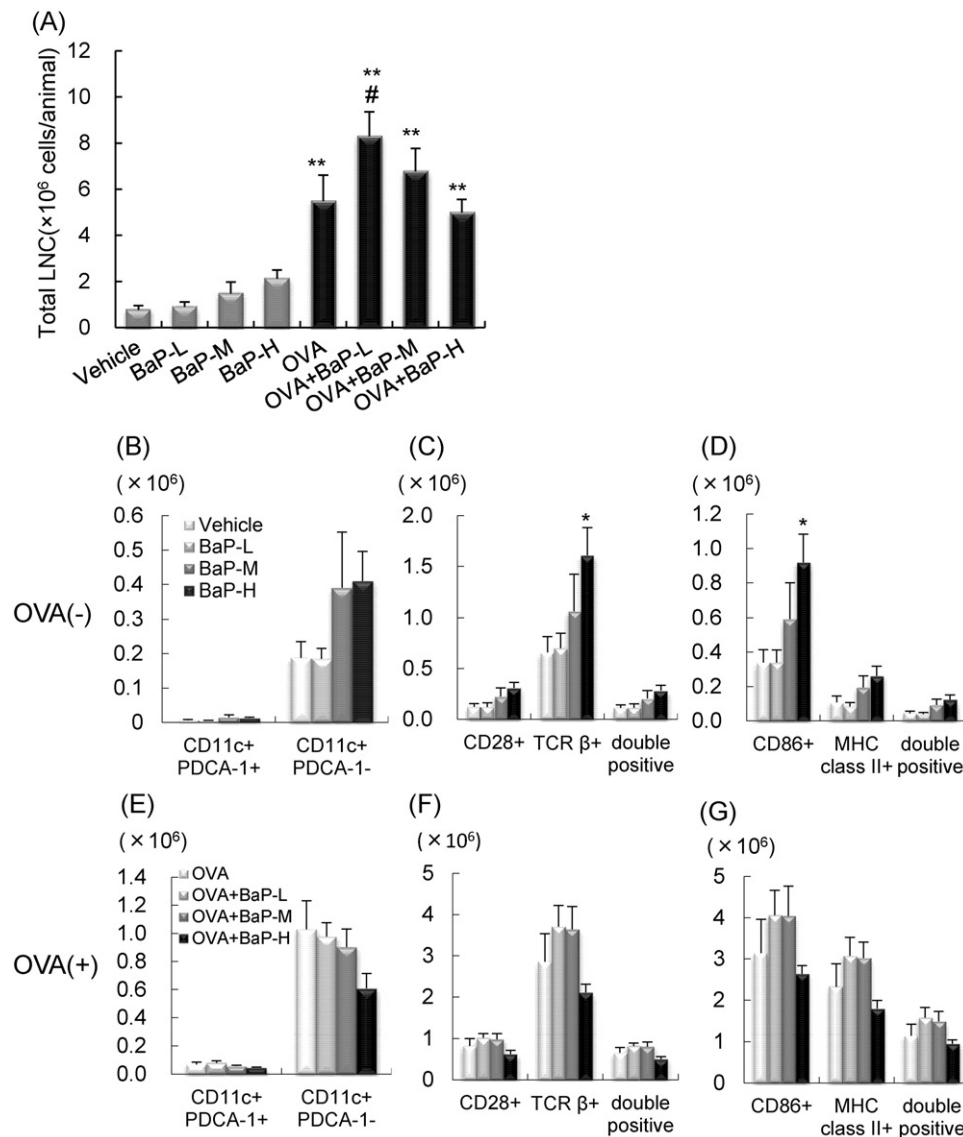 (A)
Total LNC(×10⁶ cells/animal)
12
10
8
6
4
2
0
**
**
#
**
**
Vehicle
BaP-L
BaP-M
BaP-H
OVA
OVA+BaP-L
OVA+BaP-M
OVA+BaP-H
OVA(-)
(B)
(×10⁶)
0.6
0.5
0.4
0.3
0.2
0.1
0
Vehicle
BaP-L
BaP-M
BaP-H
CD11c+ CD11c+
PDCA-1+ PDCA-1-
(C)
(×10⁶)
2.0
1.5
1.0
0.5
0.0
*
CD28+ TCR β+ double
positive
(D)
(×10⁶)
1.2
1.0
0.8
0.6
0.4
0.2
0.0
*
CD86+ MHC double
class II+ positive
OVA(+)
(E)
(×10⁶)
1.4
1.2
1.0
0.8
0.6
0.4
0.2
0.0
OVA
OVA+BaP-L
OVA+BaP-M
OVA+BaP-H
CD11c+ CD11c+
PDCA-1+ PDCA-1-
(F)
(×10⁶)
5
4
3
2
1
0
CD28+ TCR β+ double
positive
(G)
(×10⁶)
5
4
3
2
1
0
CD86+ MHC double
class II+ positive